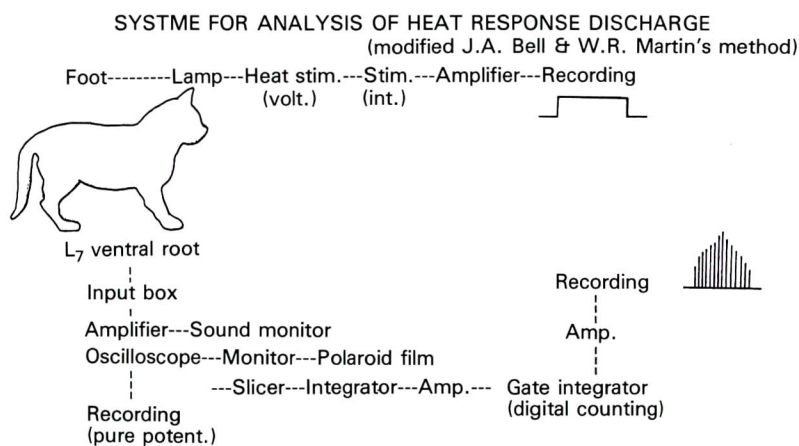 SYSTME FOR ANALYSIS OF HEAT RESPONSE DISCHARGE
(modified J.A. Bell & W.R. Martin's method)
Foot---------Lamp---Heat stim.---Stim.---Amplifier---Recording
(volt.) (int.)
L₇ ventral root
Input box
Recording
Amplifier---Sound monitor
Amp.
Oscilloscope---Monitor---Polaroid film
---Slicer---Integrator---Amp.--- Gate integrator
(digital counting)
Recording
(pure potent.)